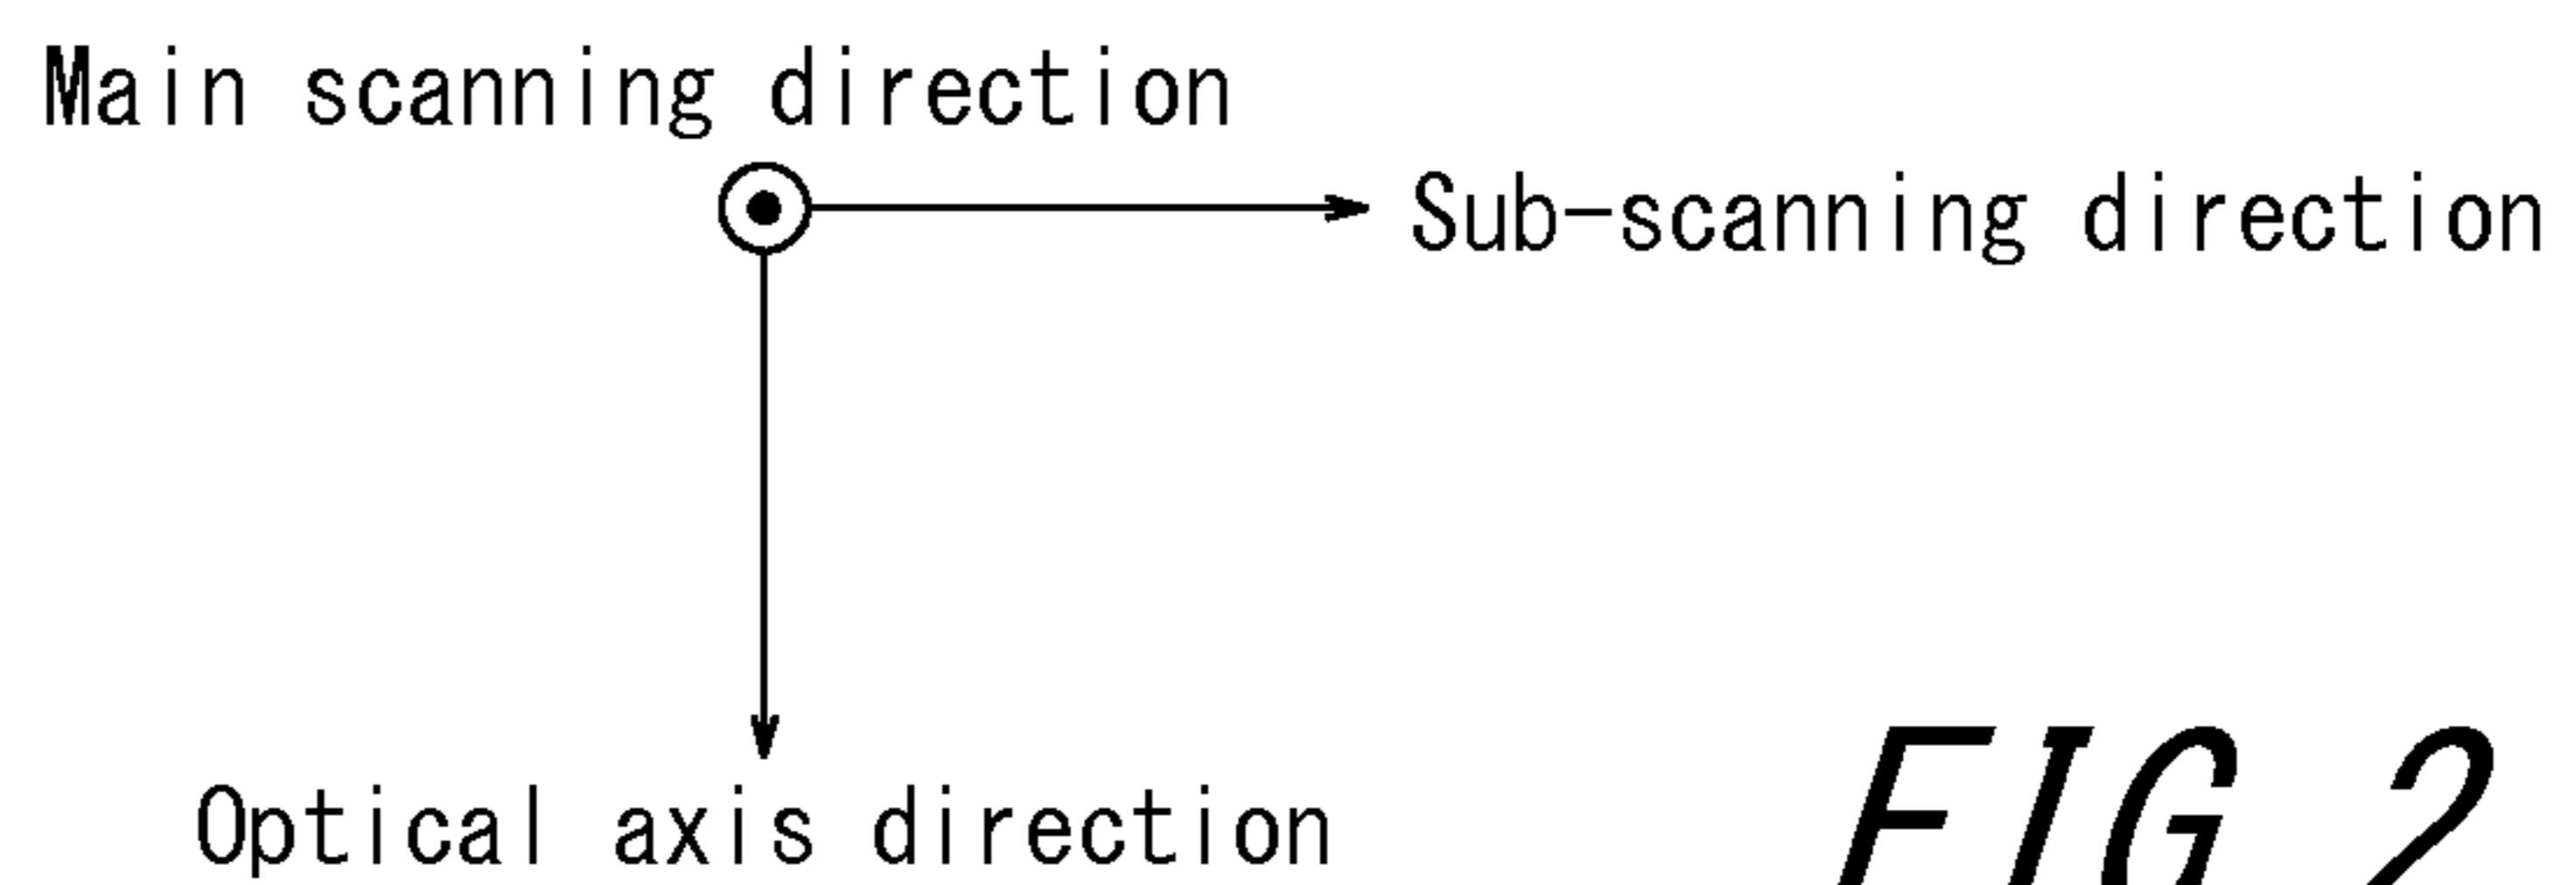 Main scanning direction
Sub-scanning direction
Optical axis direction
FIG 2